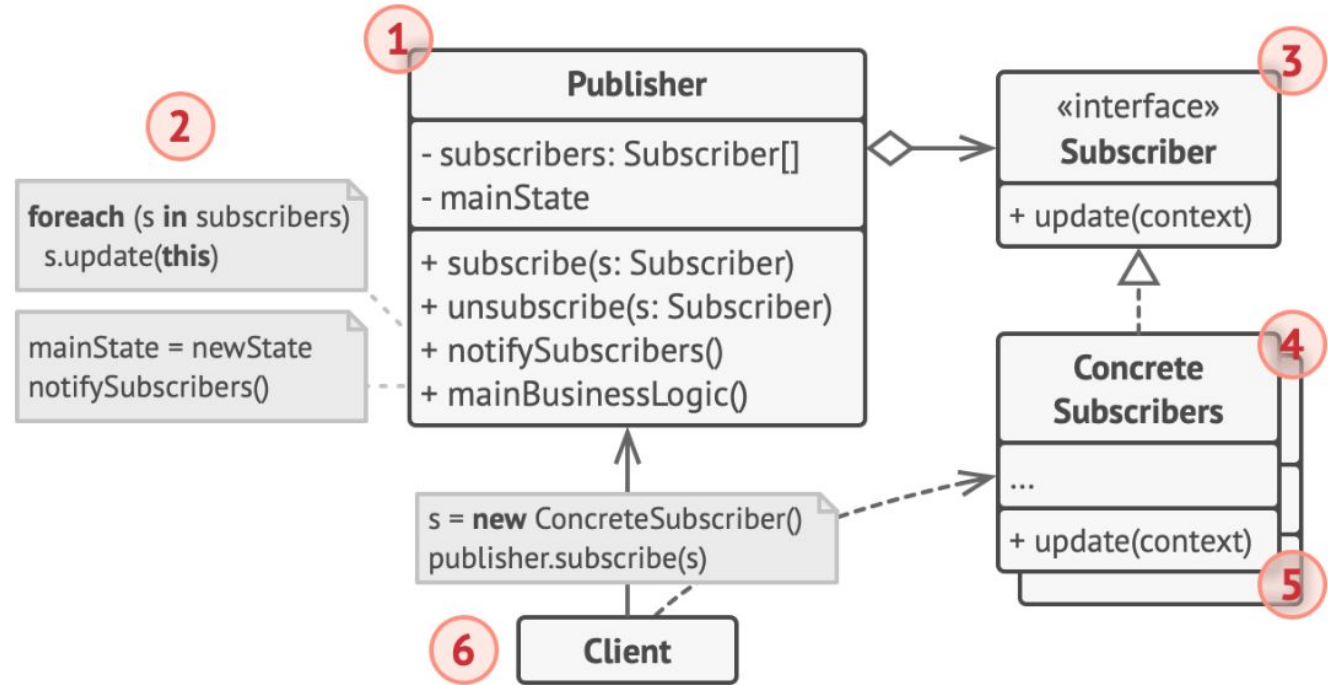 1
Publisher
- subscribers: Subscriber[]
- mainState
+ subscribe(s: Subscriber)
+ unsubscribe(s: Subscriber)
+ notifySubscribers()
+ mainBusinessLogic()
2
foreach (s in subscribers)
s.update(this)
mainState = newState
notifySubscribers()
3
«interface»
Subscriber
+ update(context)
4
Concrete
Subscribers
...
+ update(context)
5
s = new ConcreteSubscriber()
publisher.subscribe(s)
6
Client